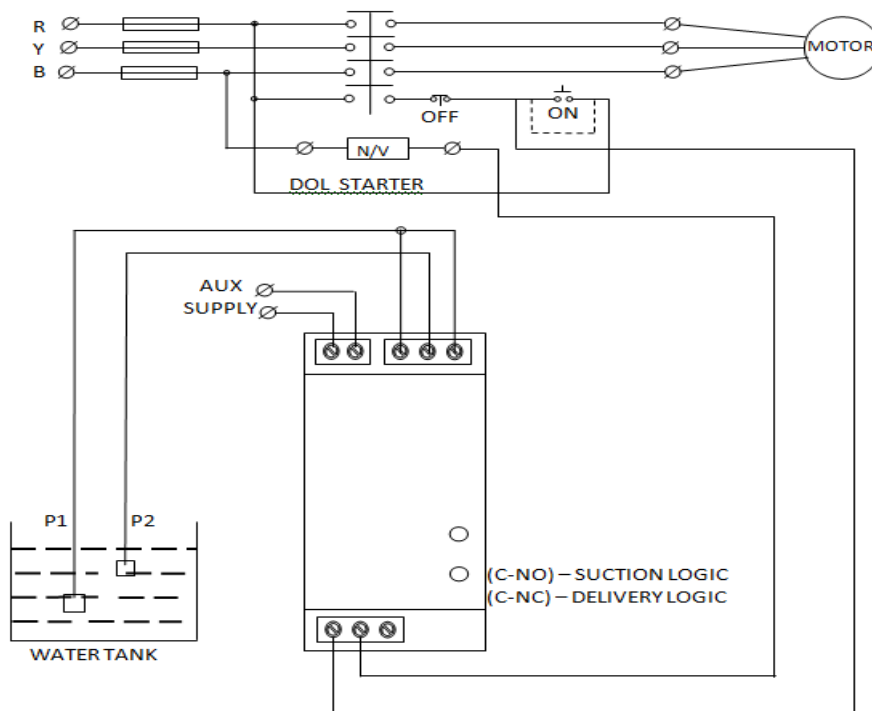 R
Y
B
MOTOR
OFF
ON
N/V
DOL STARTER
AUX
SUPPLY
P1 P2
(C-NO) – SUCTION LOGIC
(C-NC) – DELIVERY LOGIC
WATER TANK